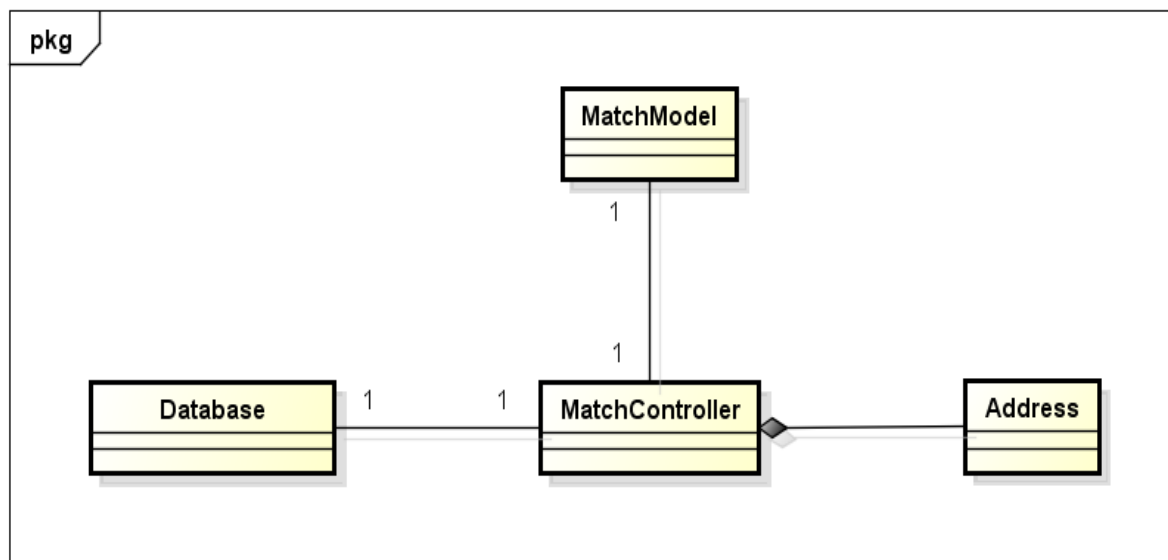 pkg
MatchModel
1
1
Database
1
1
MatchController
Address